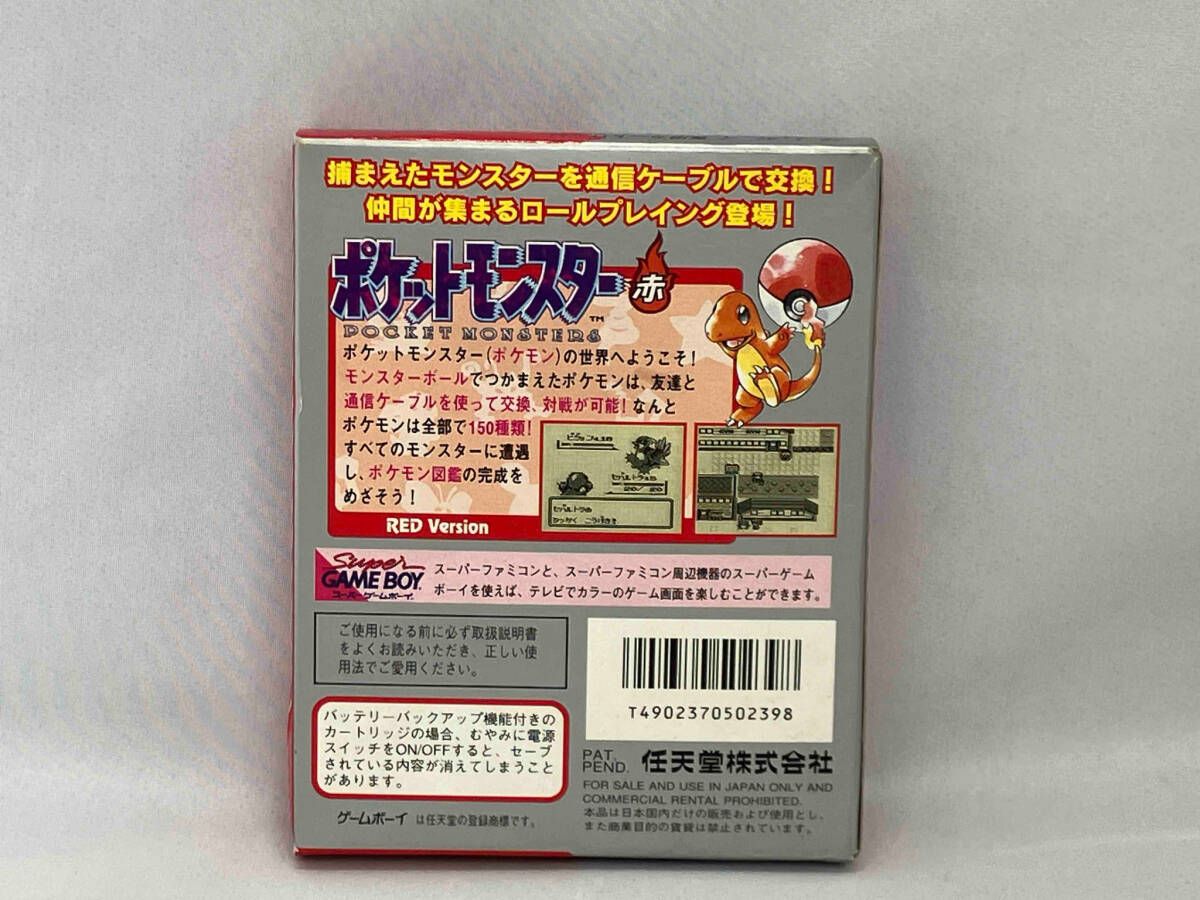 捕まえたモンスターを通信ケーブルで交換！
仲間が集まるロールプレイング登場！
ポケットモンスター 赤
TM
POCKET MONSTERS
ポケットモンスター(ポケモン)の世界へようこそ！
モンスターボールでつかまえたポケモンは、友達と
通信ケーブルを使って交換、対戦が可能！なんと
ポケモンは全部で150種類！
すべてのモンスターに遭遇
し、ポケモン図鑑の完成を
めざそう！
RED Version
20/20
Super
GAME BOY
スーパーゲームボーイ
スーパーファミコンと、スーパーファミコン周辺機器のスーパーゲーム
ボーイを使えば、テレビでカラーのゲーム画面を楽しむことができます。
ご使用になる前に必ず取扱説明書
をよくお読みいただき、正しい使
用法でご愛用ください。
バッテリーバックアップ機能付きの
カートリッジの場合、むやみに電源
スイッチをON/OFFすると、セーブ
されている内容が消えてしまうこと
があります。
ゲームボーイ は任天堂の登録商標です。
T4902370502398
PAT. PEND. 任天堂株式会社
FOR SALE AND USE IN JAPAN ONLY AND
COMMERCIAL RENTAL PROHIBITED.
本品は日本国内だけの販売および使用とし、
また商業目的の賃貸は禁止されています。